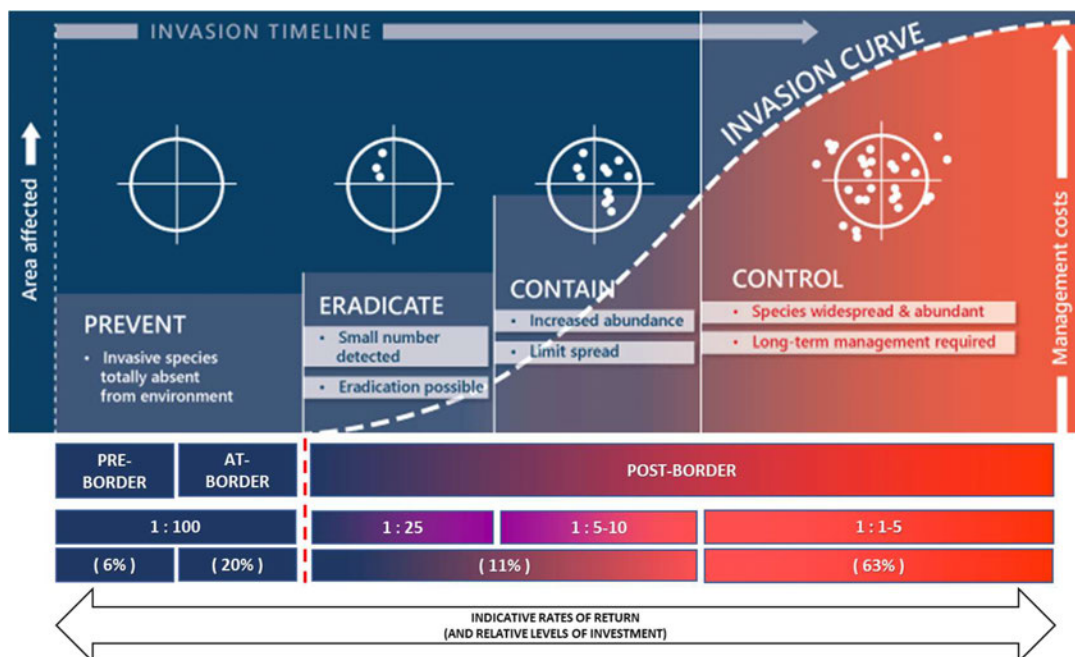 INVASION TIMELINE
INVASION CURVE
Area affected
Management costs
PREVENT
• Invasive species
totally absent
from environment
ERADICATE
• Small number
detected
• Eradication possible
CONTAIN
• Increased abundance
• Limit spread
CONTROL
• Species widespread & abundant
• Long-term management required
PRE-
BORDER
AT-
BORDER
POST-BORDER
1 : 100
1 : 25
1 : 5-10
1 : 1-5
( 6% )
( 20% )
( 11% )
( 63% )
INDICATIVE RATES OF RETURN
(AND RELATIVE LEVELS OF INVESTMENT)